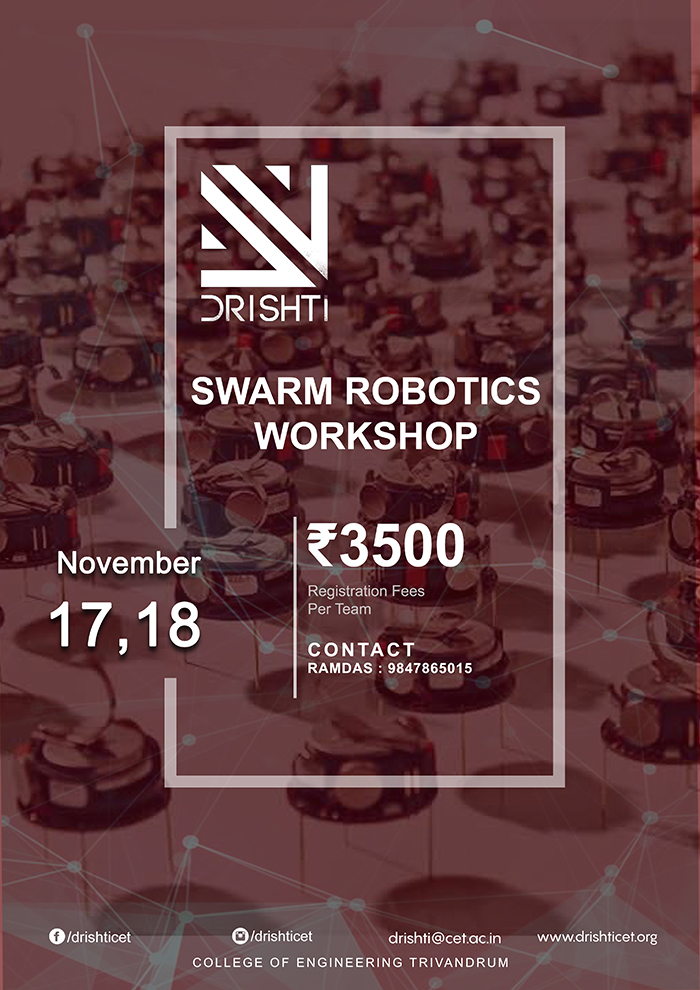 DRISHTI
SWARM ROBOTICS
WORKSHOP
November
17,18
₹3500
Registration Fees
Per Team
CONTACT
RAMDAS : 9847865015
/drishticet
/drishticet
drishti@cet.ac.in
www.drishticet.org
COLLEGE OF ENGINEERING TRIVANDRUM